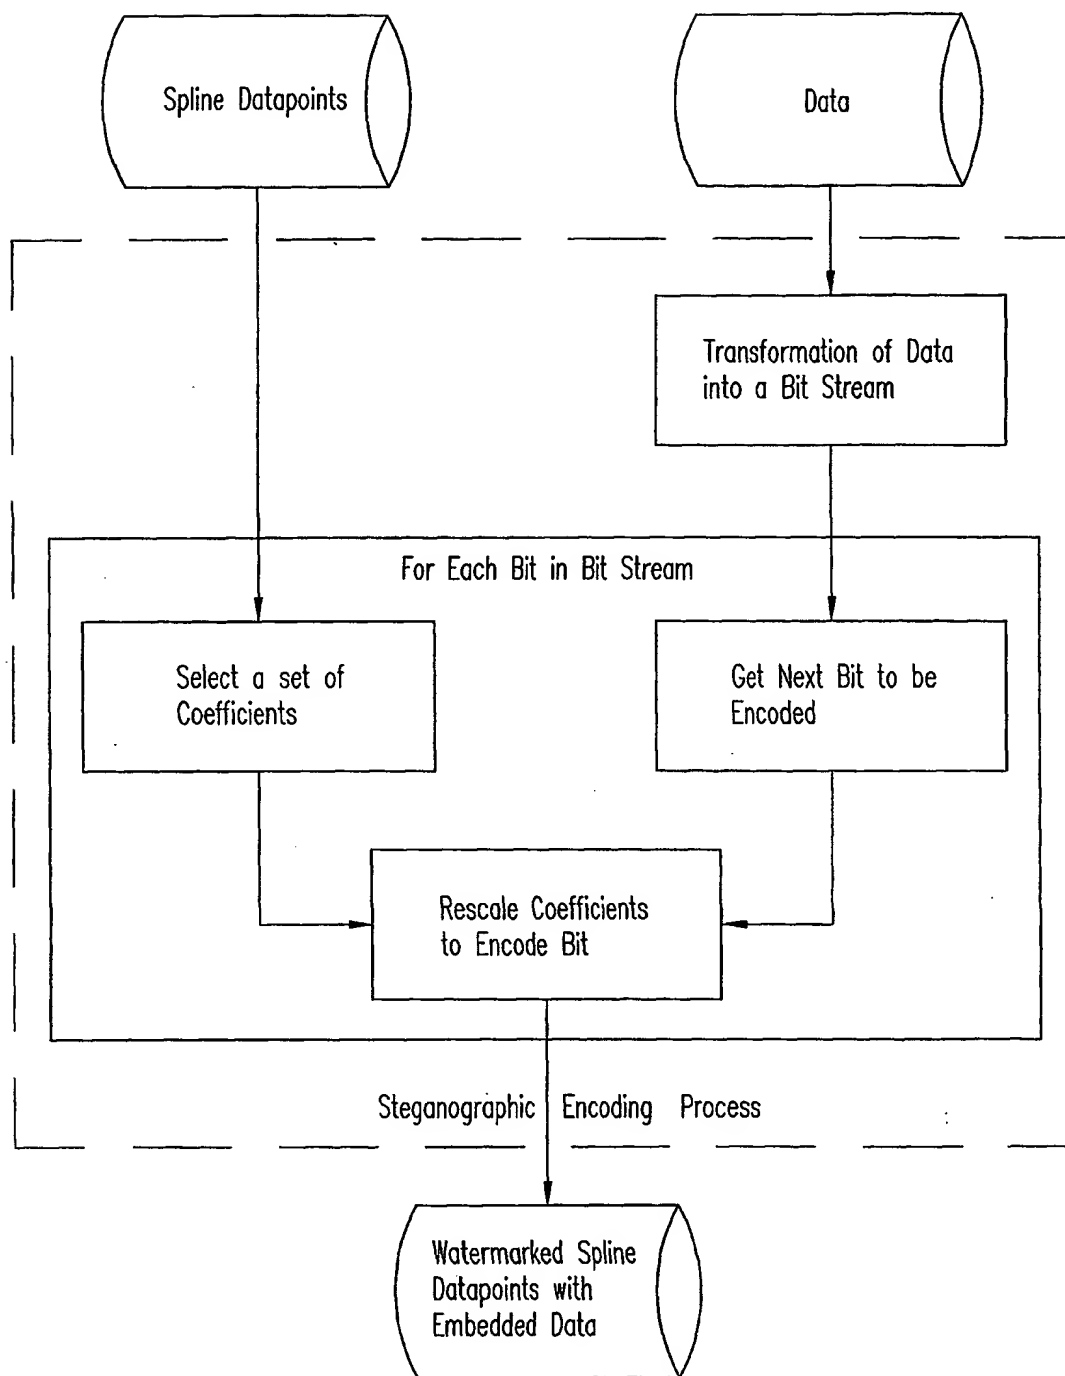 Spline Datapoints
Data
Transformation of Data
into a Bit Stream
For Each Bit in Bit Stream
Select a set of
Coefficients
Get Next Bit to be
Encoded
Rescale Coefficients
to Encode Bit
Steganographic Encoding Process
Watermarked Spline
Datapoints with
Embedded Data